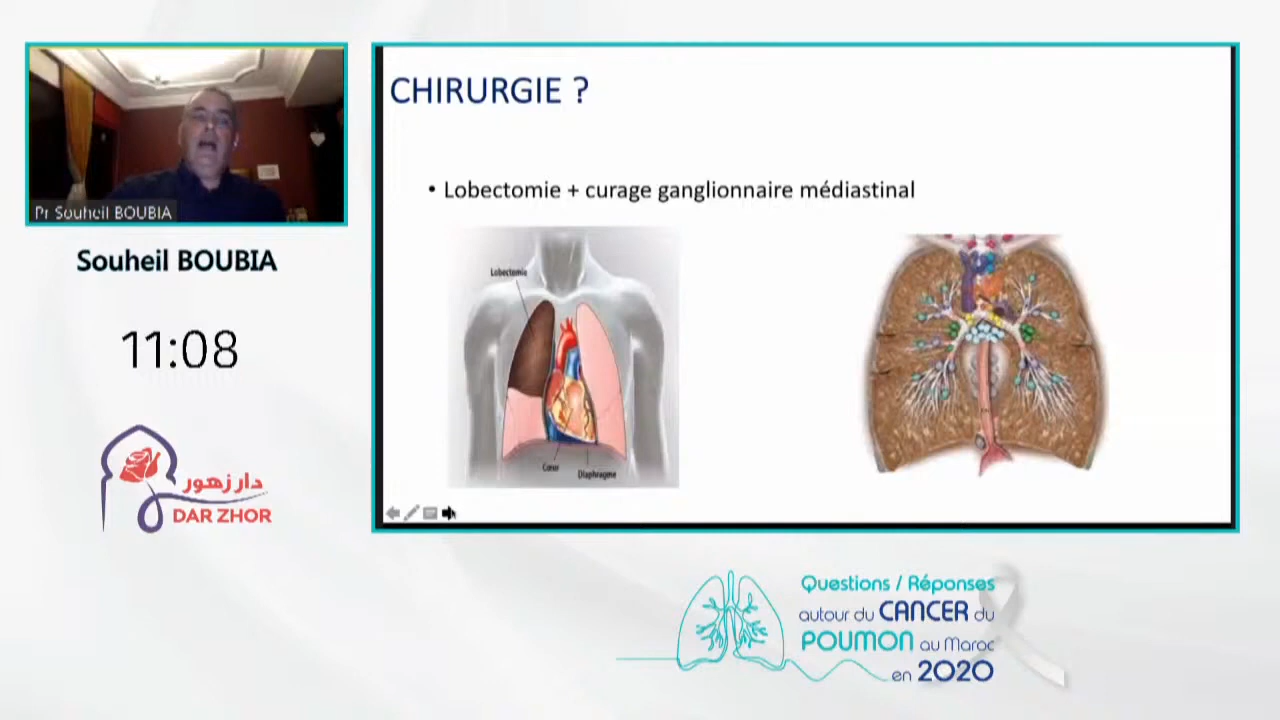 Pr Souheil BOUBIA
Souheil BOUBIA
11:08
دار زهور
DAR ZHOR
CHIRURGIE ?
• Lobectomie + curage ganglionnaire médiastinal
Lobectomie
Cœur
Diaphragme
Questions / Réponses
autour du CANCER du
POUMON au Maroc
en 2020